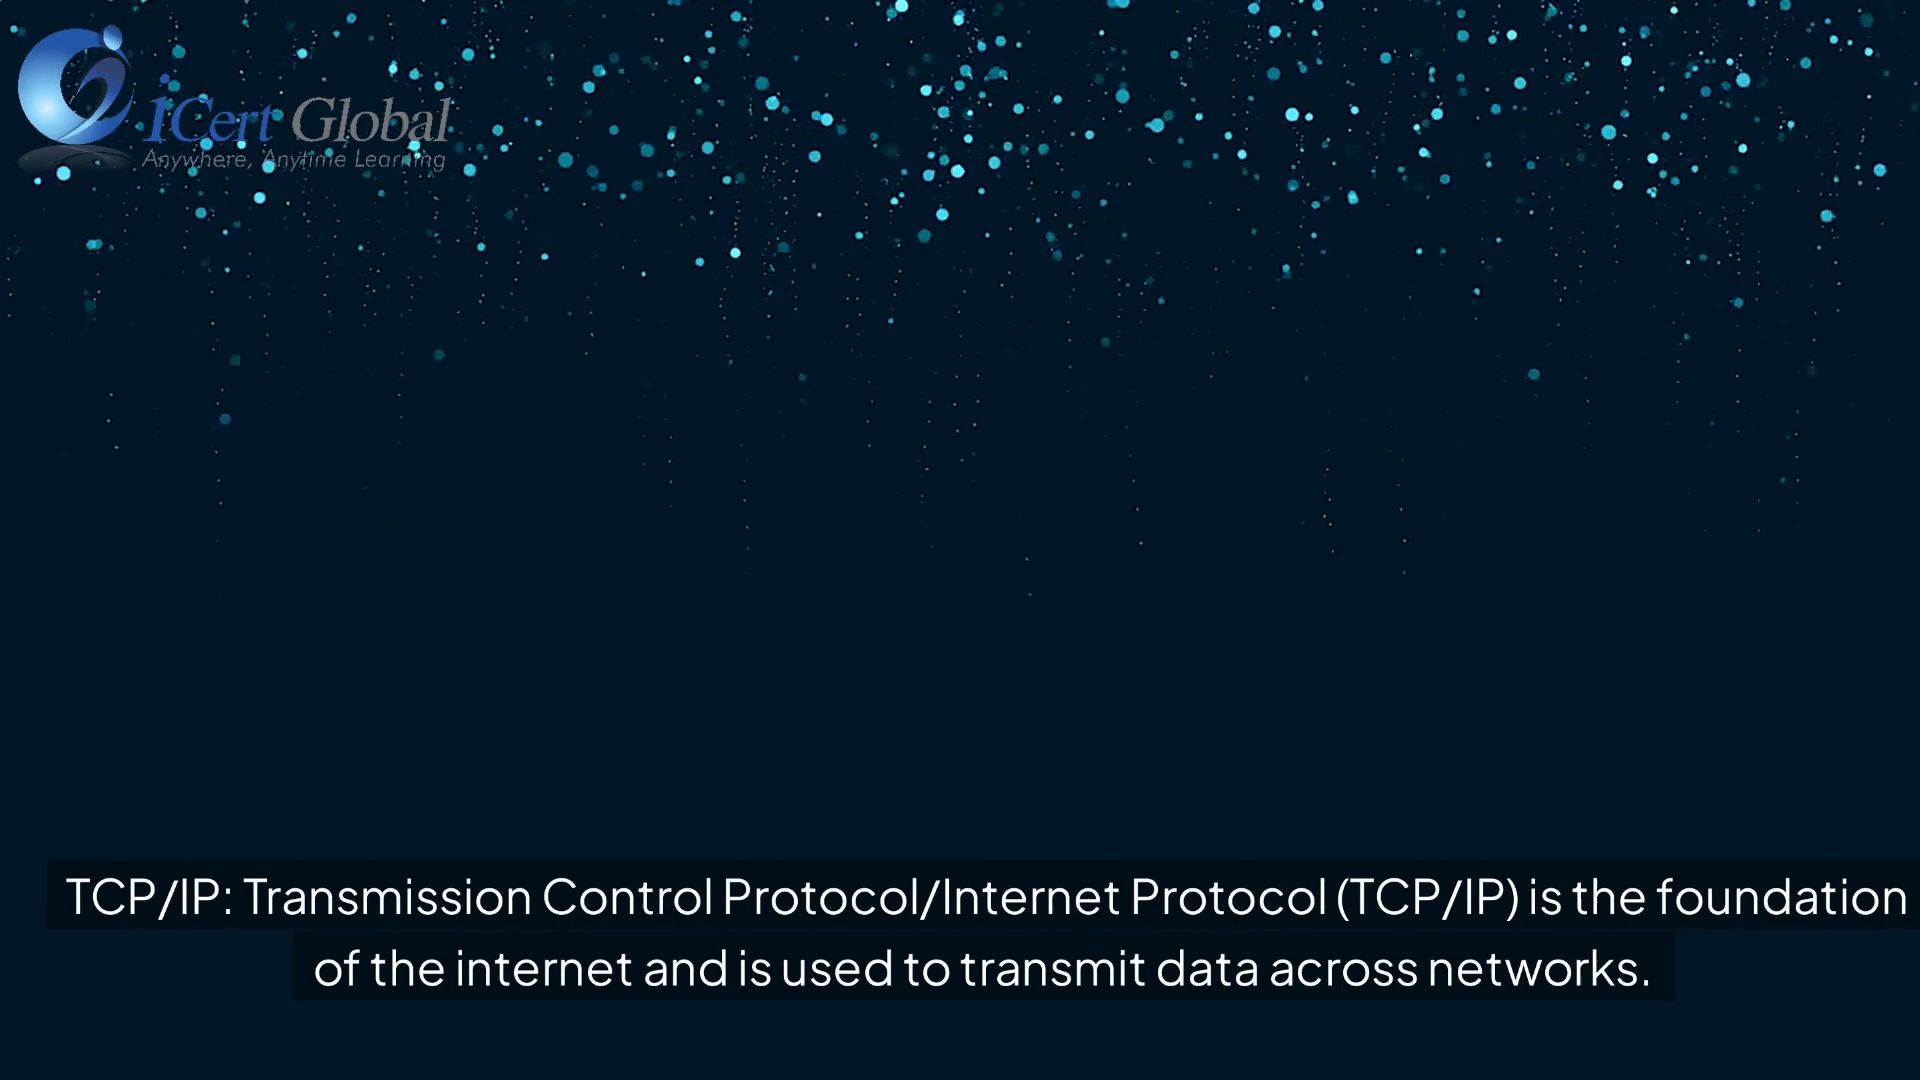 iCert Global
Anywhere, Anytime Learning
TCP/IP: Transmission Control Protocol/Internet Protocol (TCP/IP) is the foundation
of the internet and is used to transmit data across networks.